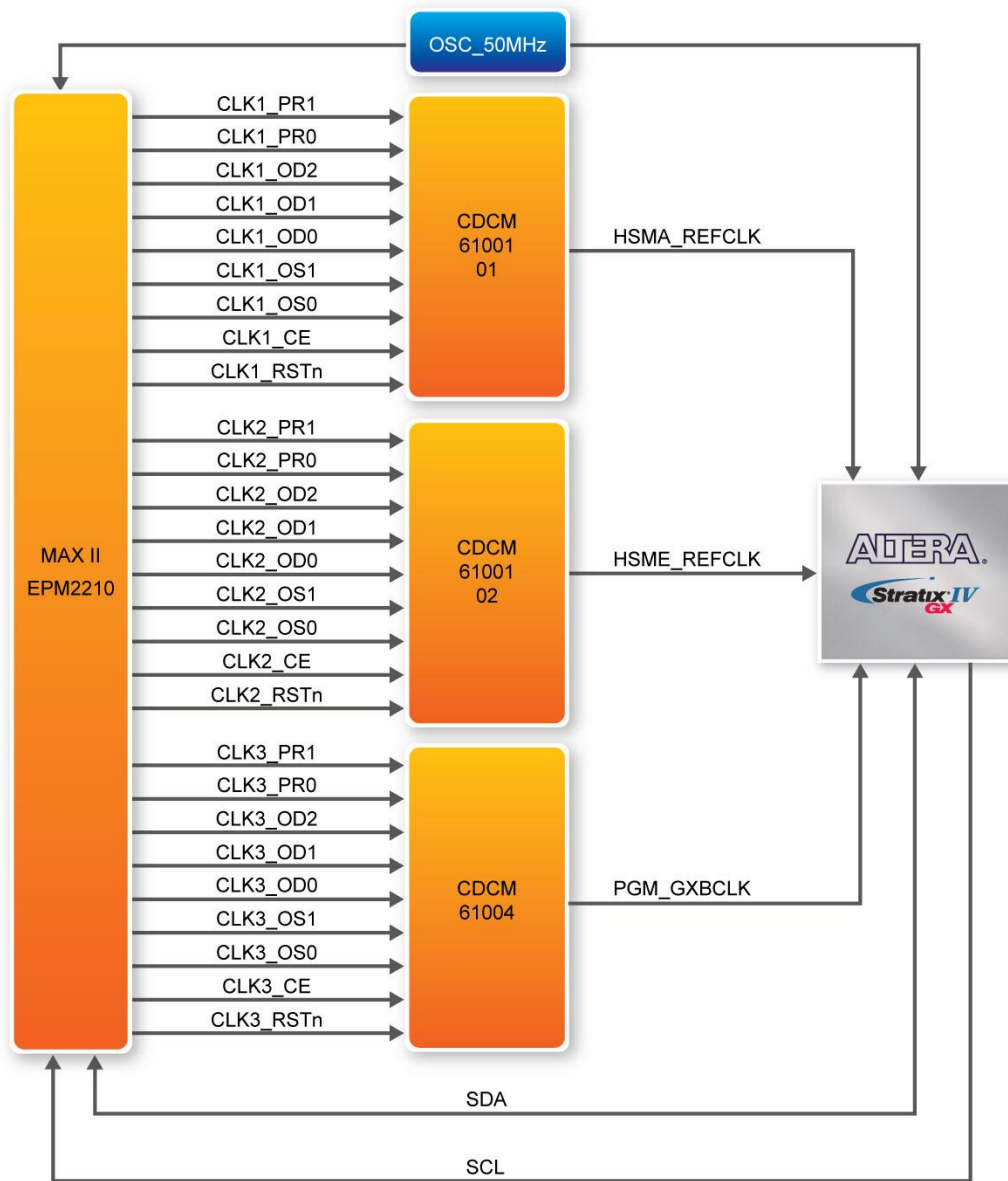 OSC_50MHz
MAX II
EPM2210
CLK1_PR1
CLK1_PR0
CLK1_OD2
CLK1_OD1
CLK1_OD0
CLK1_OS1
CLK1_OS0
CLK1_CE
CLK1_RSTn
CDCM
61001
01
HSMA_REFCLK
CLK2_PR1
CLK2_PR0
CLK2_OD2
CLK2_OD1
CLK2_OD0
CLK2_OS1
CLK2_OS0
CLK2_CE
CLK2_RSTn
CDCM
61001
02
HSME_REFCLK
ALTERA®
Stratix® IV
GX
CLK3_PR1
CLK3_PR0
CLK3_OD2
CLK3_OD1
CLK3_OD0
CLK3_OS1
CLK3_OS0
CLK3_CE
CLK3_RSTn
CDCM
61004
PGM_GXBCLK
SDA
SCL